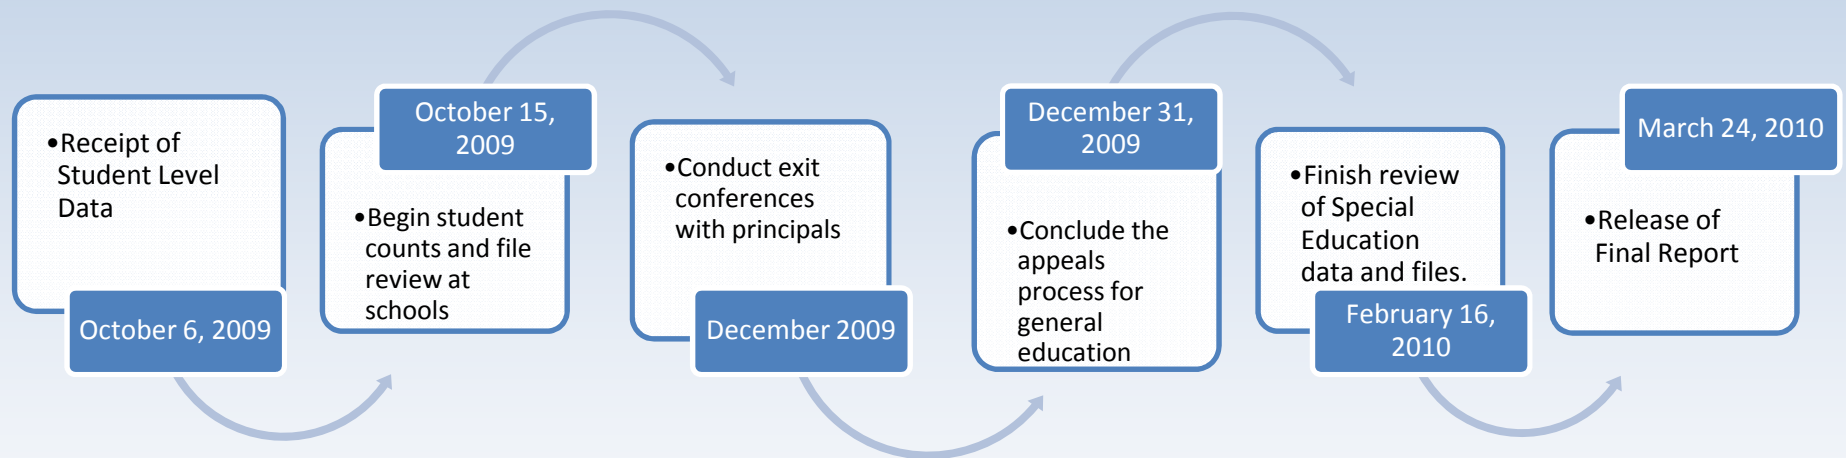 •Receipt of
Student Level
Data
October 6, 2009
October 15,
2009
•Begin student
counts and file
review at
schools
•Conduct exit
conferences
with principals
December 2009
December 31,
2009
•Conclude the
appeals
process for
general
education
•Finish review
of Special
Education
data and files.
February 16,
2010
March 24, 2010
•Release of
Final Report